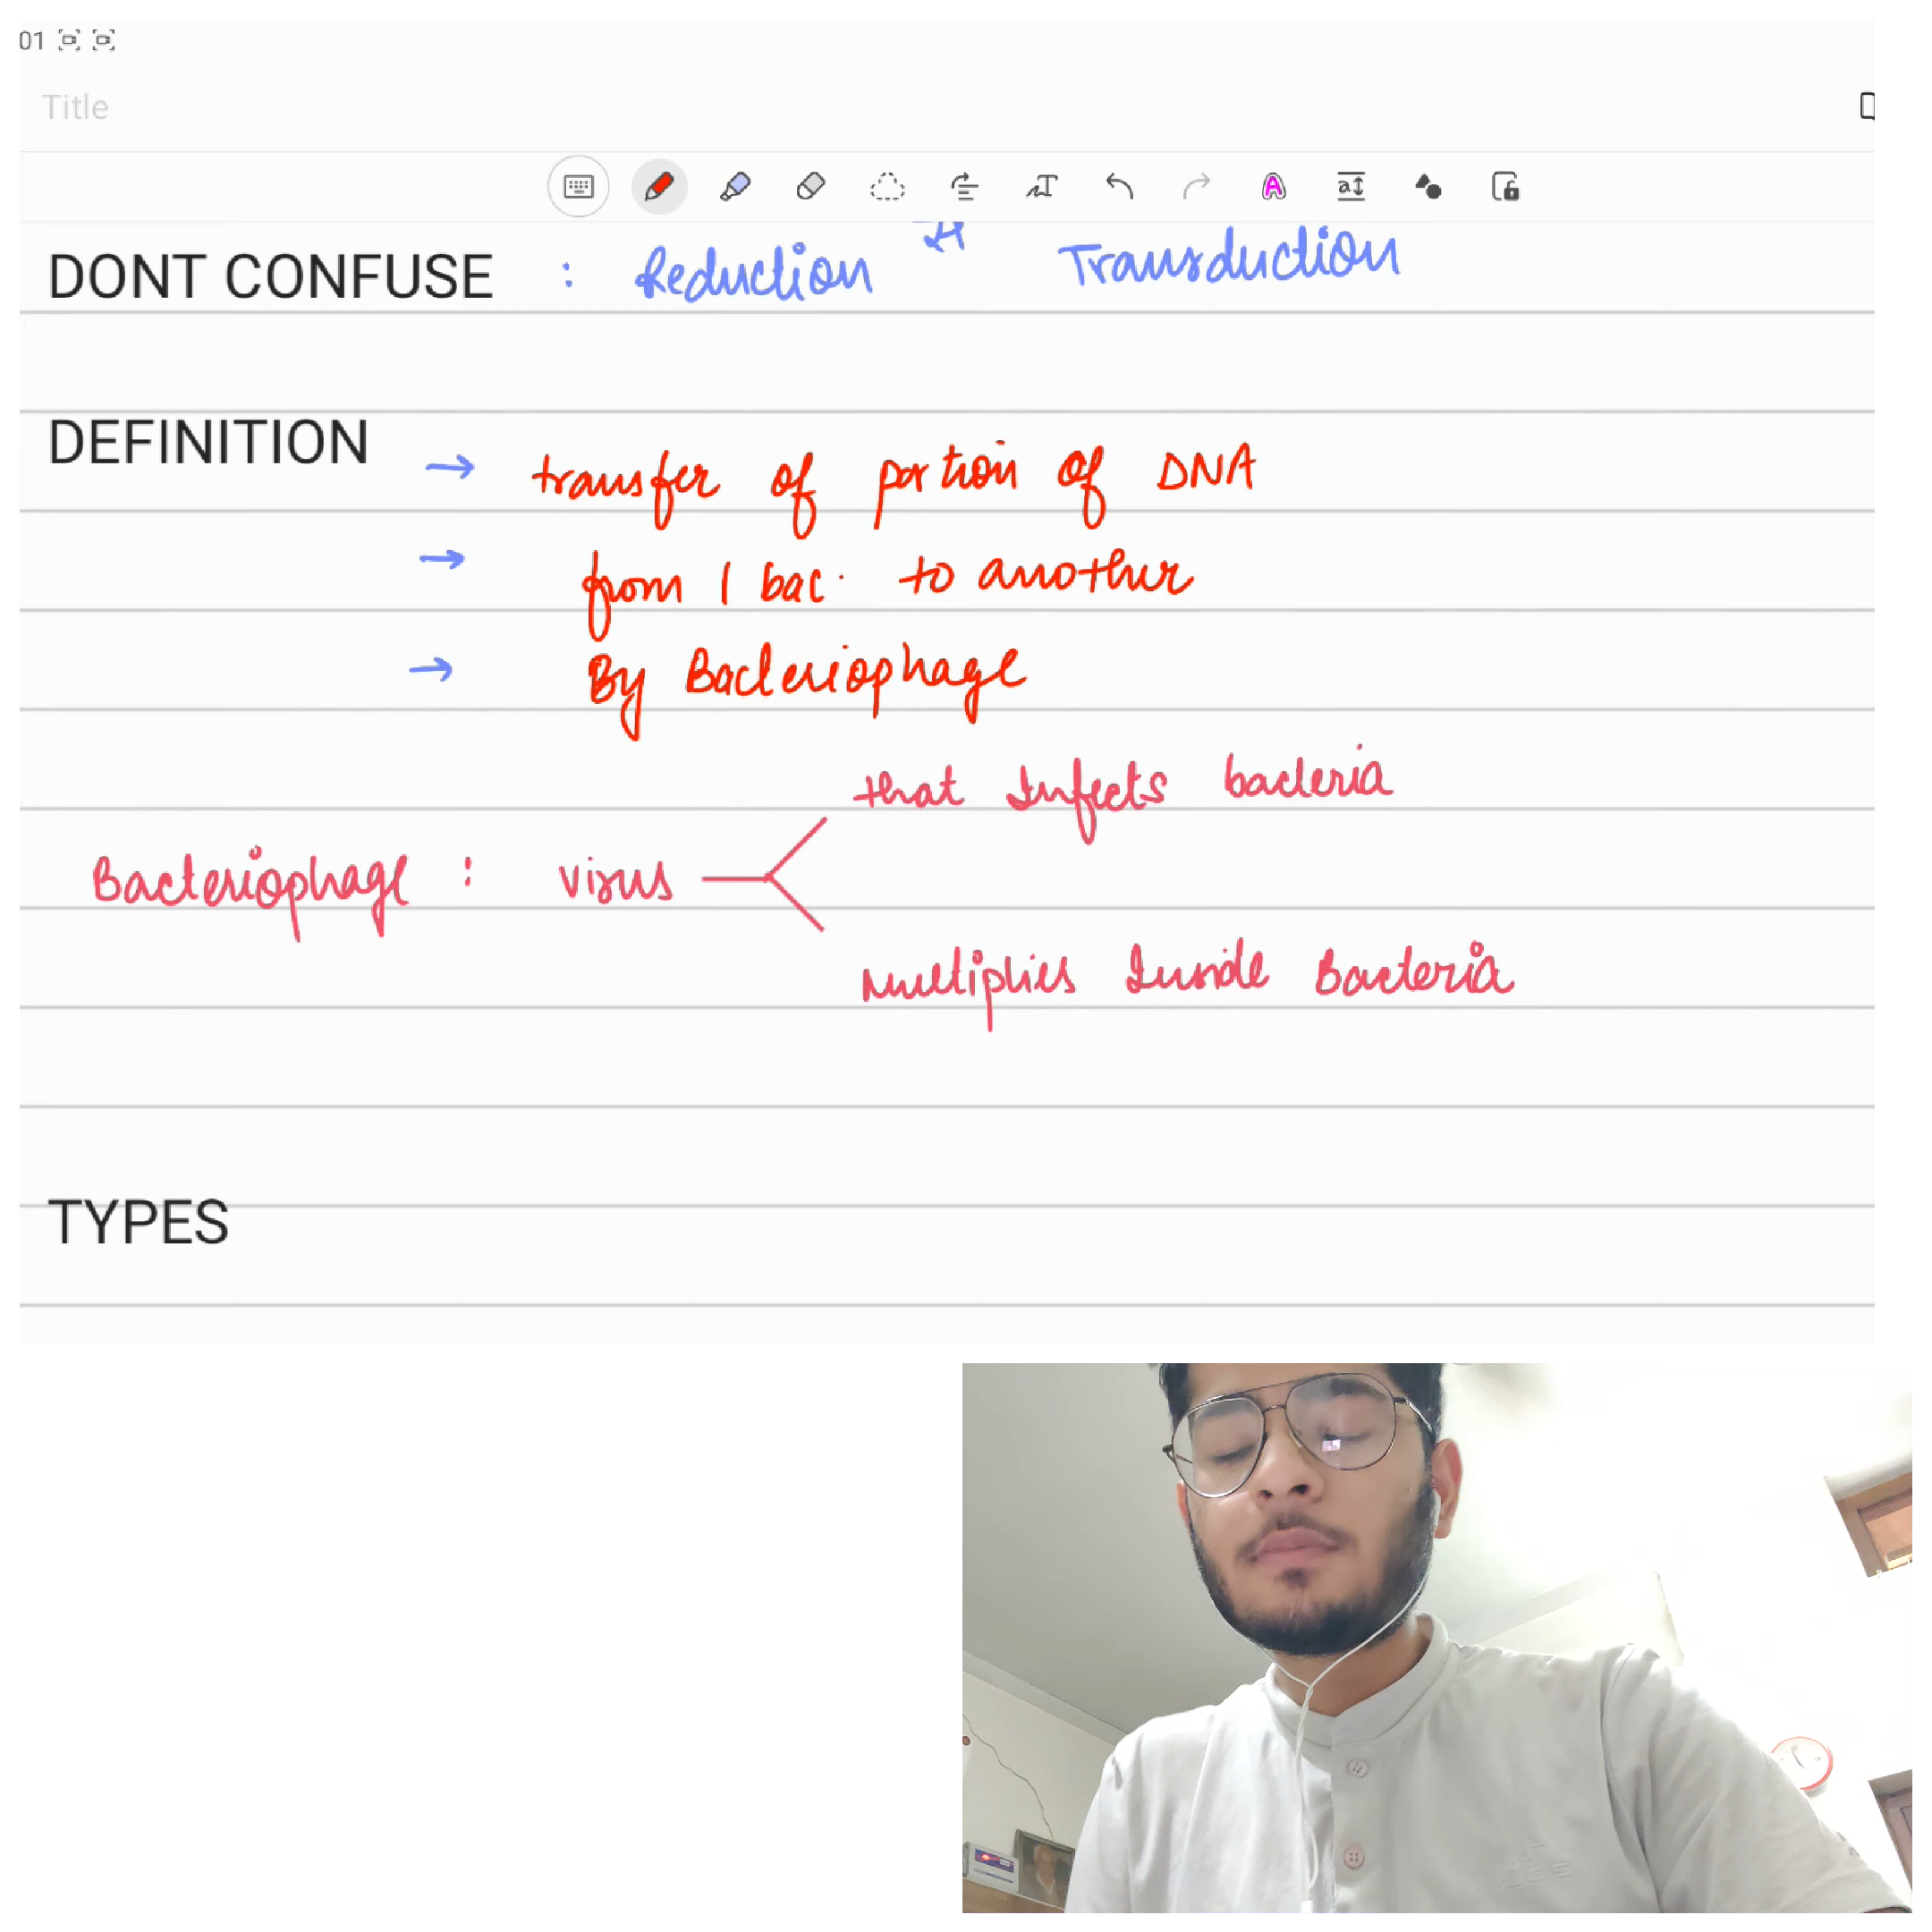 01
Title
DONT CONFUSE : Reduction Transduction
DEFINITION → transfer of portion of DNA
→ from 1 bac. to another
→ By Bacteriophage
that Infects bacteria
Bacteriophage : virus
Multiplies Inside Bacteria
TYPES